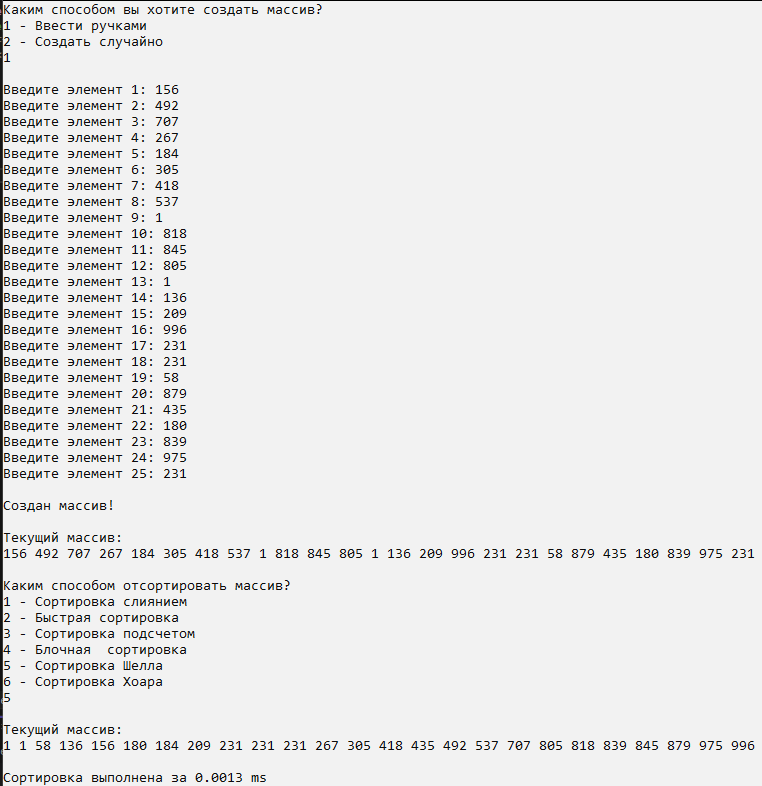 Каким способом вы хотите создать массив?
1 - Ввести ручками
2 - Создать случайно
1
Введите элемент 1: 156
Введите элемент 2: 492
Введите элемент 3: 707
Введите элемент 4: 267
Введите элемент 5: 184
Введите элемент 6: 305
Введите элемент 7: 418
Введите элемент 8: 537
Введите элемент 9: 1
Введите элемент 10: 818
Введите элемент 11: 845
Введите элемент 12: 805
Введите элемент 13: 1
Введите элемент 14: 136
Введите элемент 15: 209
Введите элемент 16: 996
Введите элемент 17: 231
Введите элемент 18: 231
Введите элемент 19: 58
Введите элемент 20: 879
Введите элемент 21: 435
Введите элемент 22: 180
Введите элемент 23: 839
Введите элемент 24: 975
Введите элемент 25: 231
Создан массив!
Текущий массив:
156 492 707 267 184 305 418 537 1 818 845 805 1 136 209 996 231 231 58 879 435 180 839 975 231
Каким способом отсортировать массив?
1 - Сортировка слиянием
2 - Быстрая сортировка
3 - Сортировка подсчетом
4 - Блочная  сортировка
5 - Сортировка Шелла
6 - Сортировка Хоара
5
Текущий массив:
1 1 58 136 156 180 184 209 231 231 231 267 305 418 435 492 537 707 805 818 839 845 879 975 996
Сортировка выполнена за 0.0013 ms